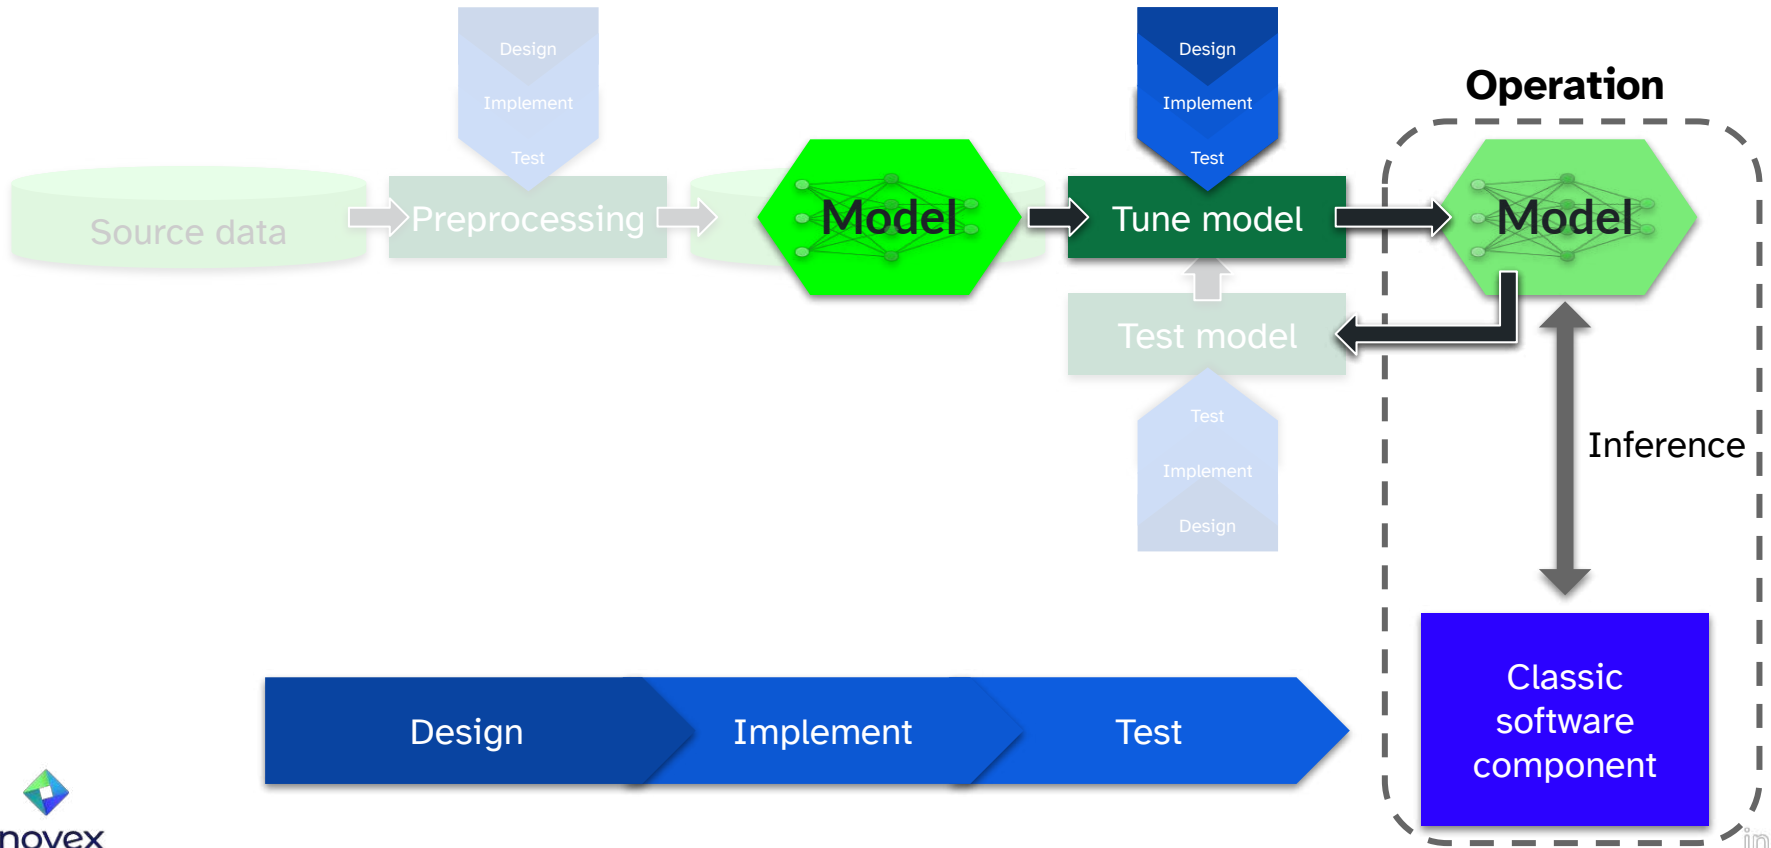 Design
Implement
Test
Design
Implement
Test
Operation
Source data
Preprocessing
Model
Tune model
Model
Test model
Test
Implement
Design
Inference
Design
Implement
Test
Classic
software
component
novex
in